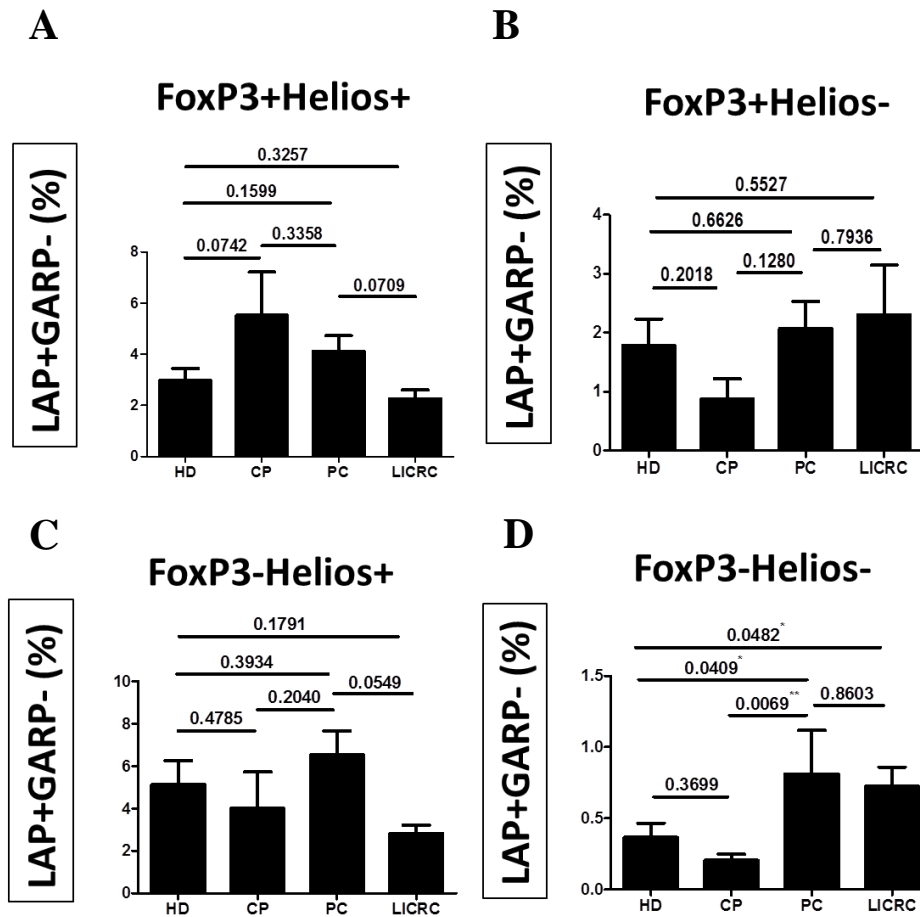 A
FoxP3+Helios+
LAP+GARP- (%)
0.3257
0.1599
0.0742
0.3358
0.0709
8
6
4
2
0
HD CP PC LICRC
B
FoxP3+Helios-
LAP+GARP- (%)
0.5527
0.6626
0.7936
0.2018
0.1280
4
3
2
1
0
HD CP PC LICRC
C
FoxP3-Helios+
LAP+GARP- (%)
0.1791
0.3934
0.0549
0.2040
0.4785
10
8
6
4
2
0
HD CP PC LICRC
D
FoxP3-Helios-
LAP+GARP- (%)
0.0482*
0.0409*
0.0069**
0.8603
0.3699
1.5
1.0
0.5
0.0
HD CP PC LICRC